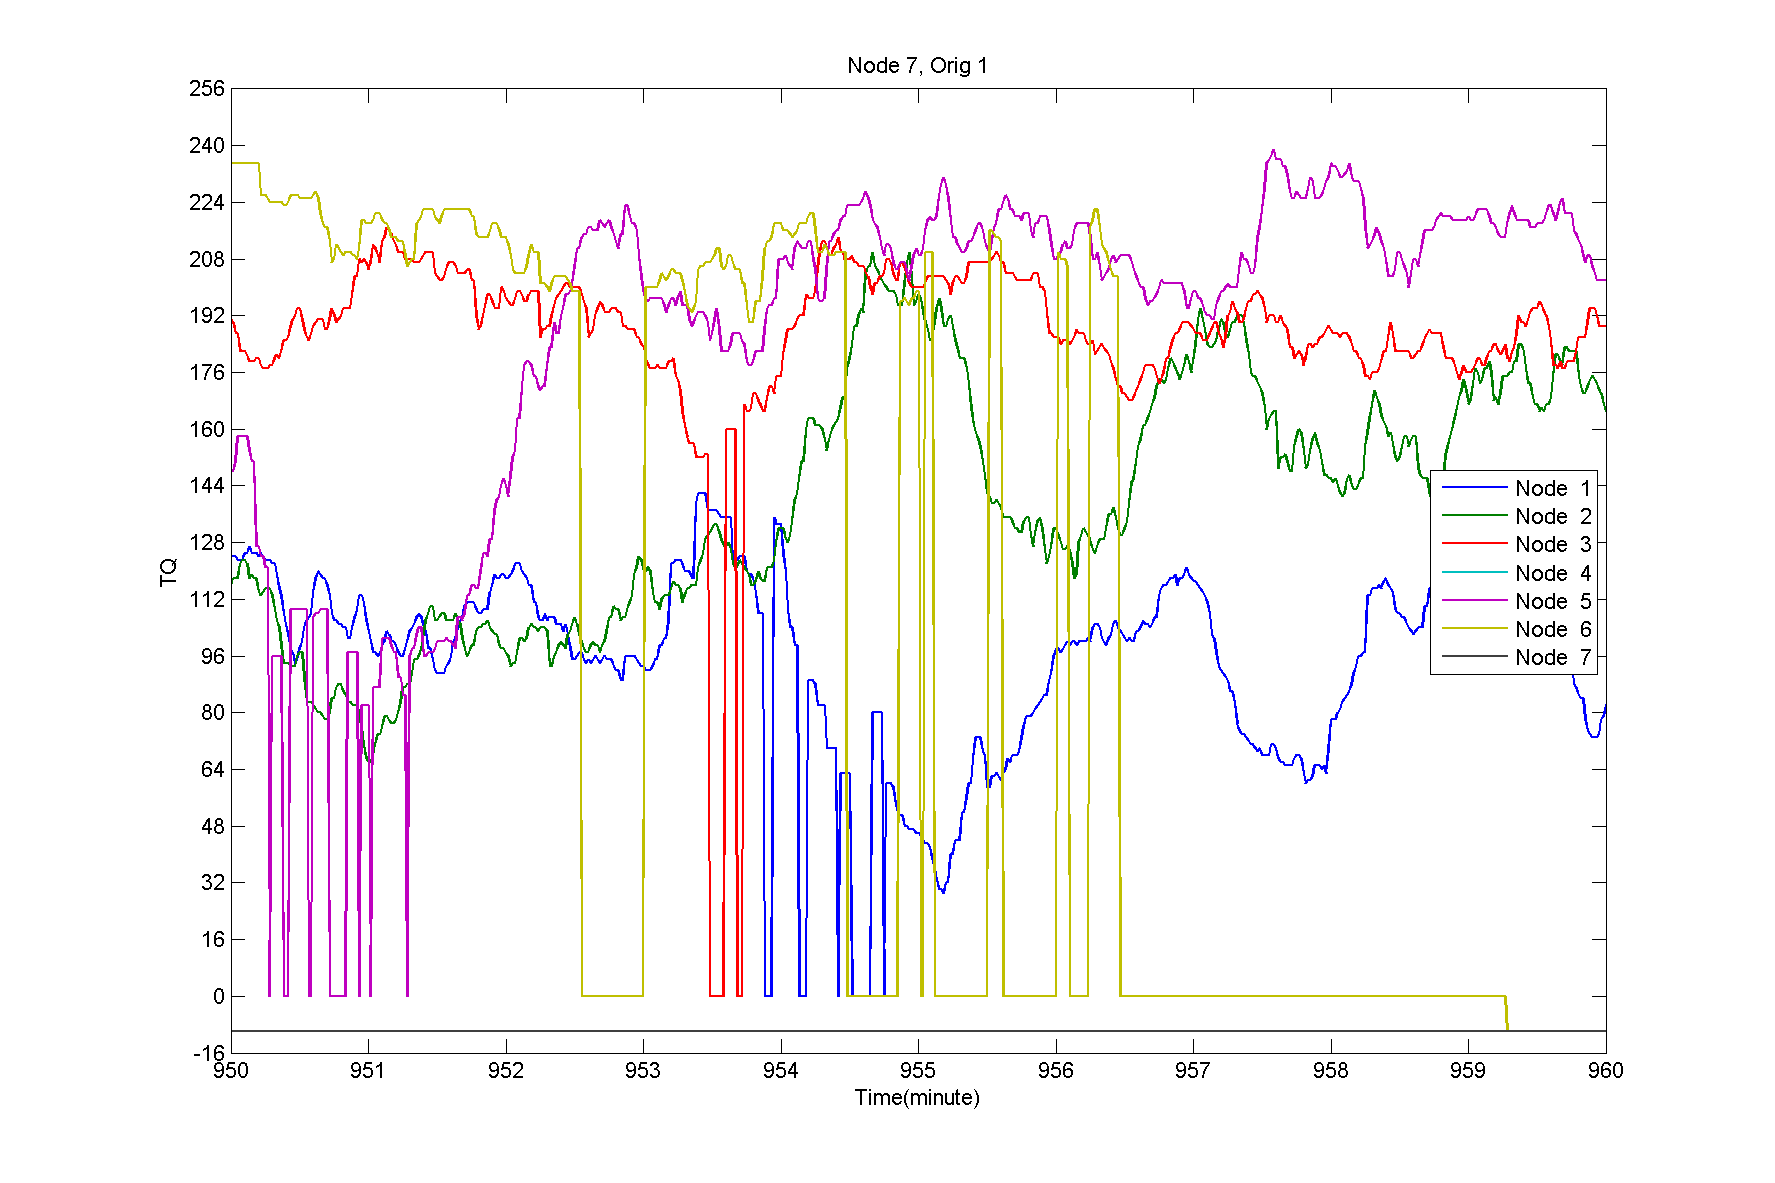 Node 7, Orig 1
256
240
224
208
192
176
160
144
128
112
96
80
64
48
32
16
0
-16
TQ
Node 1
Node 2
Node 3
Node 4
Node 5
Node 6
Node 7
950 951 952 953 954 955 956 957 958 959 960
Time(minute)